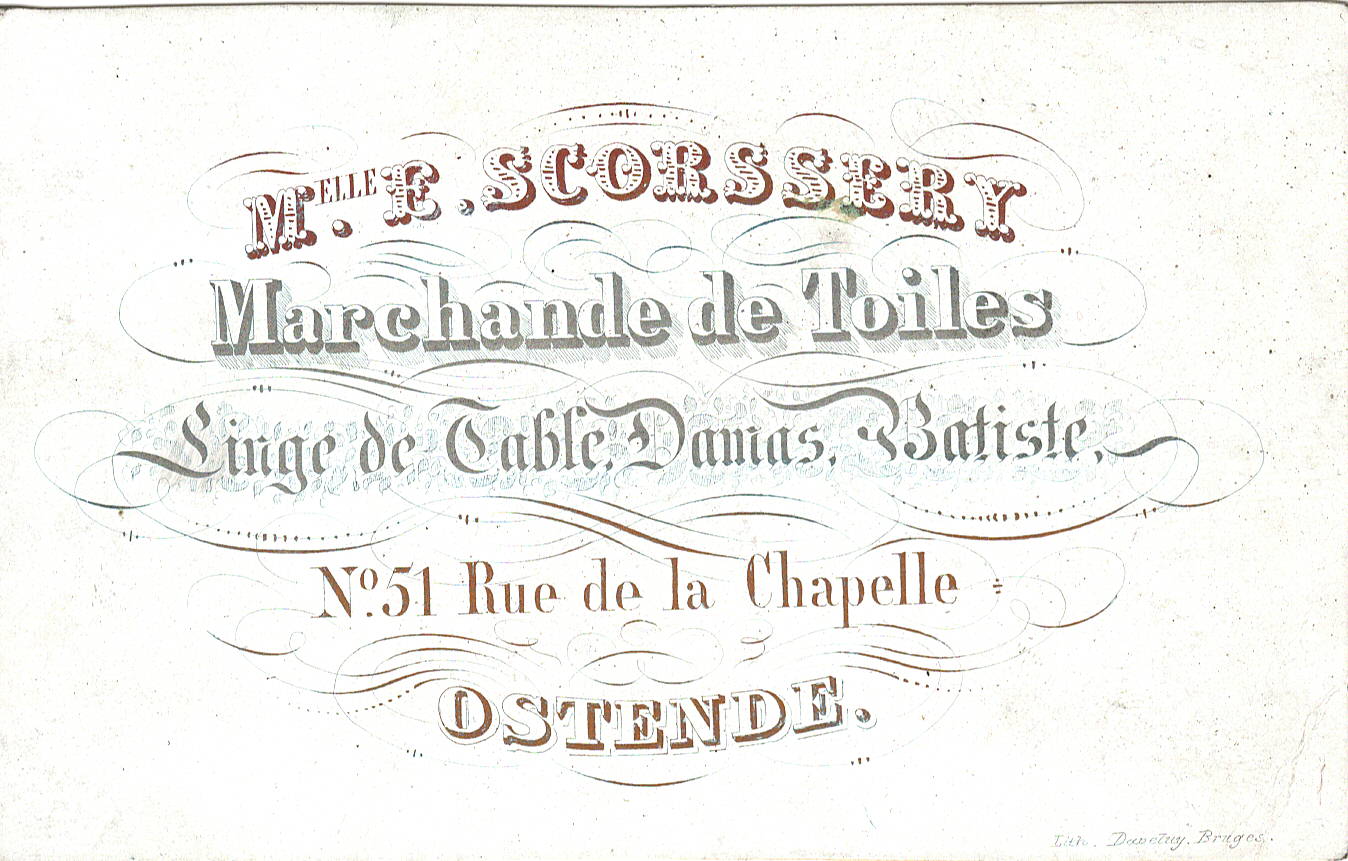 M.ELLE E. SCORSSERY
Marchande de Toiles
Linge de Table, Damas, Batiste,
No. 51 Rue de la Chapelle
OSTENDE.
Lith. Daveluy, Bruges.